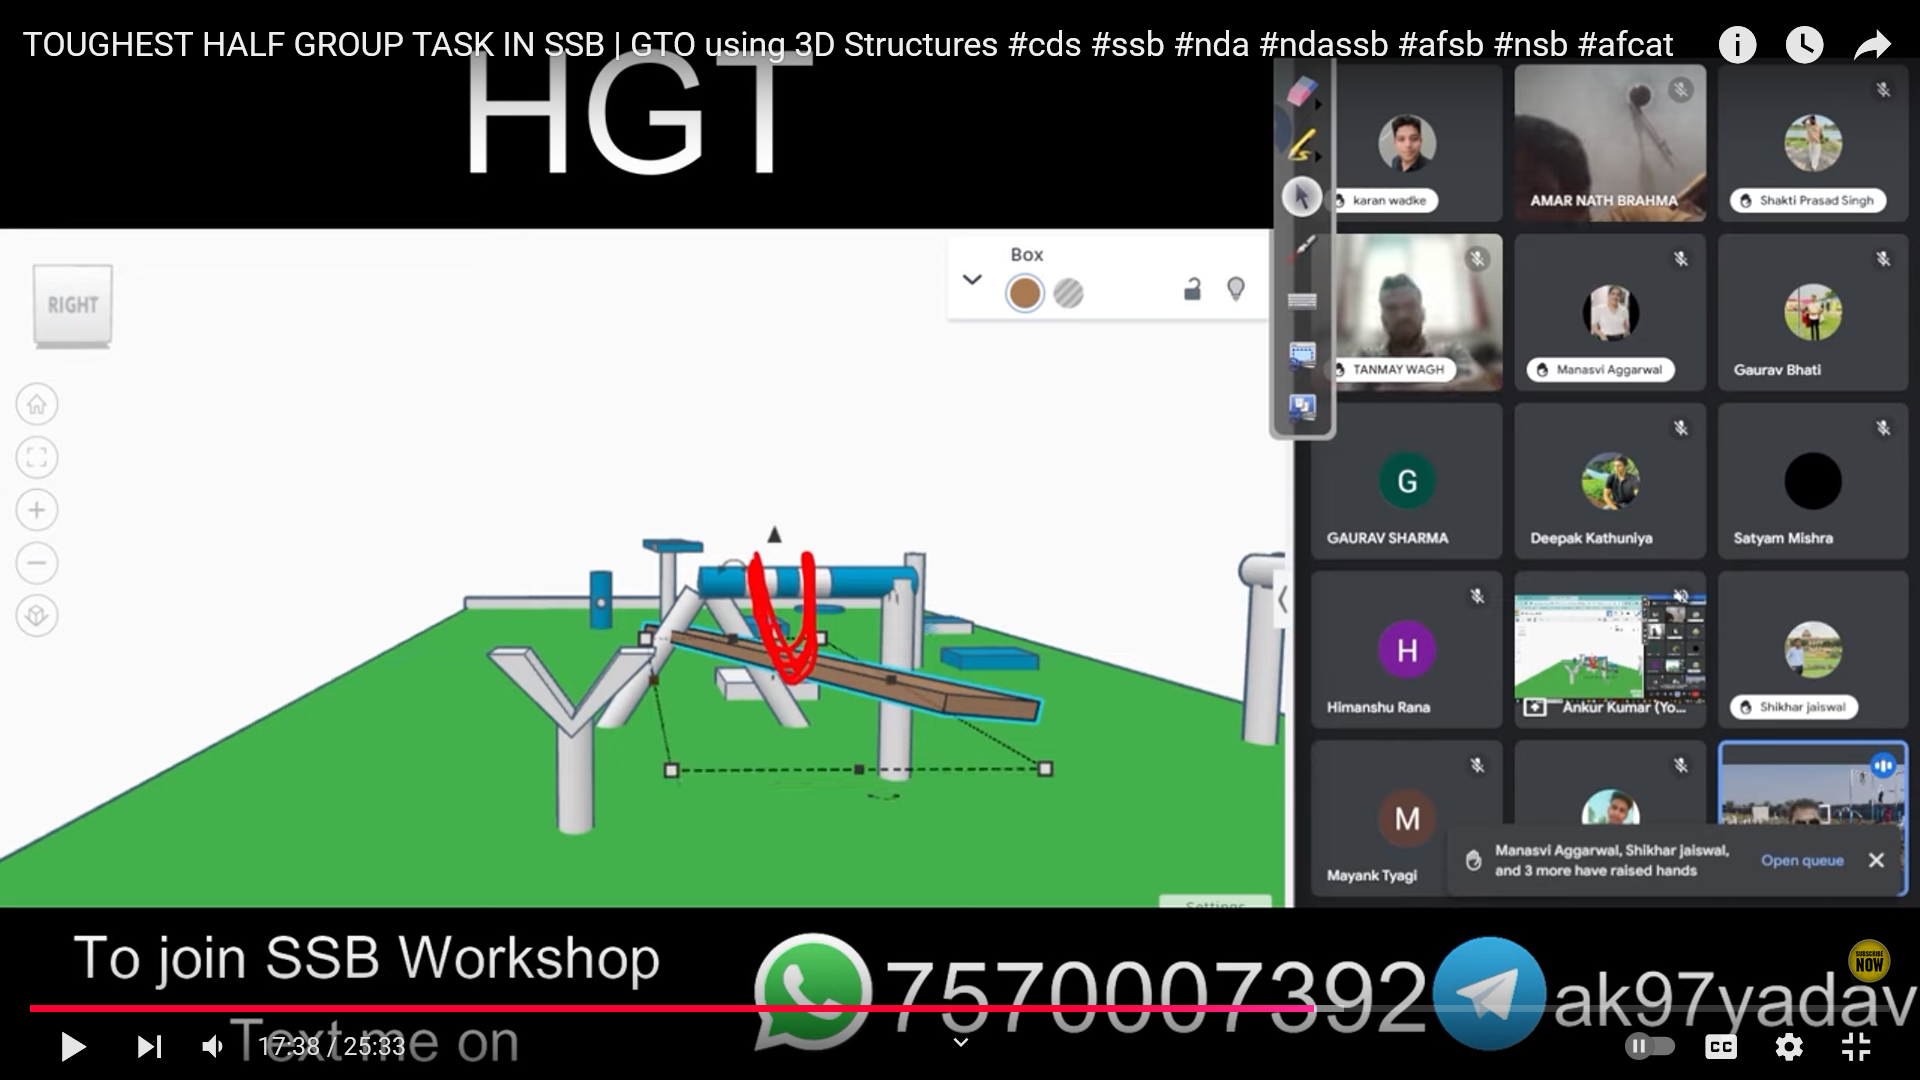 TOUGHEST HALF GROUP TASK IN SSB | GTO using 3D Structures #cds #ssb #nda #ndassb #afsb #nsb #afcat
HGT
karan wadke
AMAR NATH BRAHMA
Shakti Prasad Singh
Box
RIGHT
TANMAY WAGH
Manasvi Aggarwal
Gaurav Bhati
G
GAURAV SHARMA
Deepak Kathuniya
Satyam Mishra
H
Himanshu Rana
Ankur Kumar (Yo...
Shikhar jaiswal
M
Mayank Tyagi
Manasvi Aggarwal, Shikhar jaiswal,
and 3 more have raised hands
Open queue
Settings
To join SSB Workshop
7570007392
ak97yadav
SUBSCRIBE
NOW
Text me on
17:38 / 25:33
CC